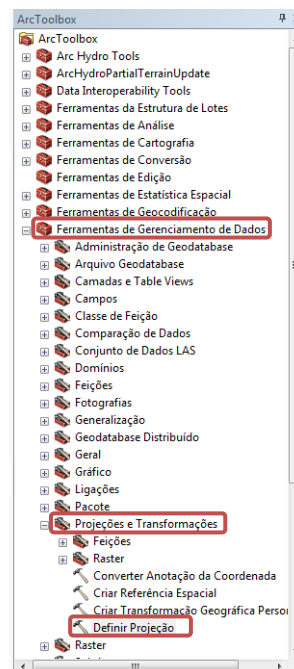 ArcToolbox
ArcToolbox
Arc Hydro Tools
ArcHydroPartialTerrainUpdate
Data Interoperability Tools
Ferramentas da Estrutura de Lotes
Ferramentas de Análise
Ferramentas de Cartografia
Ferramentas de Conversão
Ferramentas de Edição
Ferramentas de Estatística Espacial
Ferramentas de Geocodificação
Ferramentas de Gerenciamento de Dados
Administração de Geodatabase
Arquivo Geodatabase
Camadas e Table Views
Campos
Classe de Feição
Comparação de Dados
Conjunto de Dados LAS
Domínios
Feições
Fotografias
Generalização
Geodatabase Distribuído
Geral
Gráfico
Ligações
Pacote
Projeções e Transformações
Feições
Raster
Converter Anotação da Coordenada
Criar Referência Espacial
Criar Transformação Geográfica Person
Definir Projeção
Raster